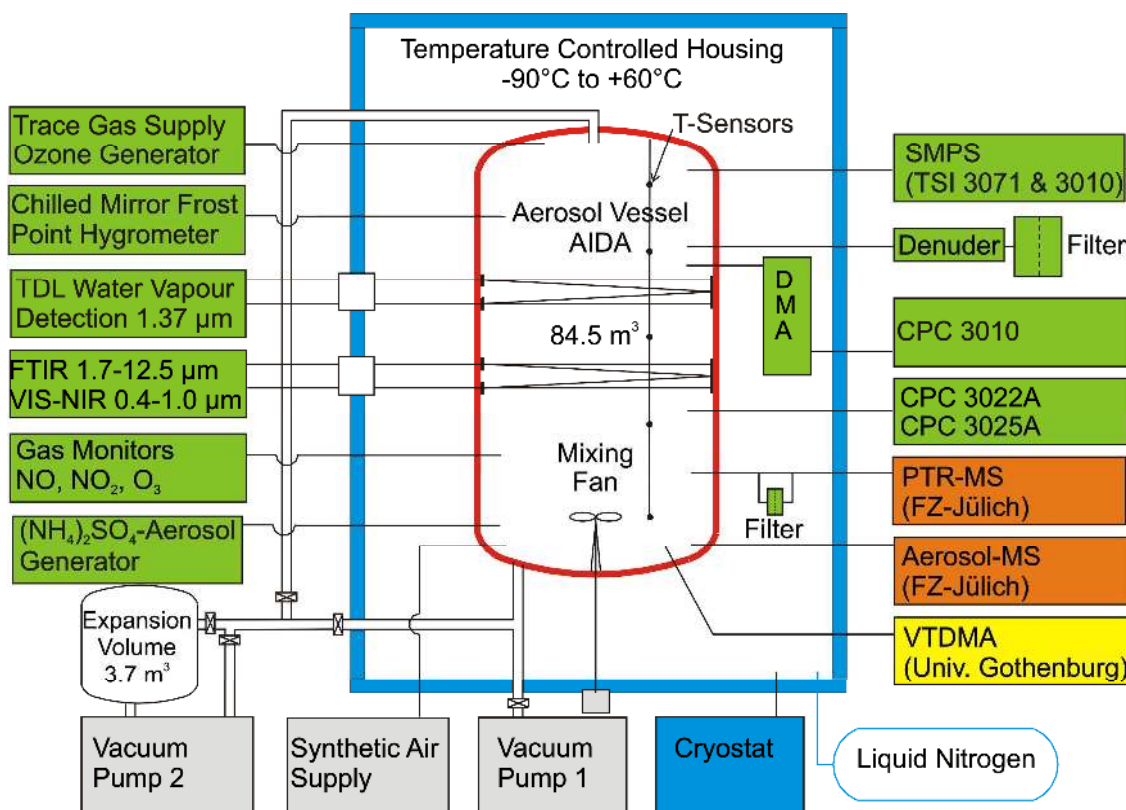 Temperature Controlled Housing
-90°C to +60°C
Trace Gas Supply
Ozone Generator
Chilled Mirror Frost
Point Hygrometer
TDL Water Vapour
Detection 1.37 µm
FTIR 1.7-12.5 µm
VIS-NIR 0.4-1.0 µm
Gas Monitors
NO, NO₂, O₃
(NH₄)₂SO₄-Aerosol
Generator
Expansion
Volume
3.7 m³
T-Sensors
Aerosol Vessel
AIDA
84.5 m³
Mixing
Fan
D
M
A
Filter
SMPS
(TSI 3071 & 3010)
Denuder
Filter
CPC 3010
CPC 3022A
CPC 3025A
PTR-MS
(FZ-Jülich)
Aerosol-MS
(FZ-Jülich)
VTDMA
(Univ. Gothenburg)
Vacuum
Pump 2
Synthetic Air
Supply
Vacuum
Pump 1
Cryostat
Liquid Nitrogen